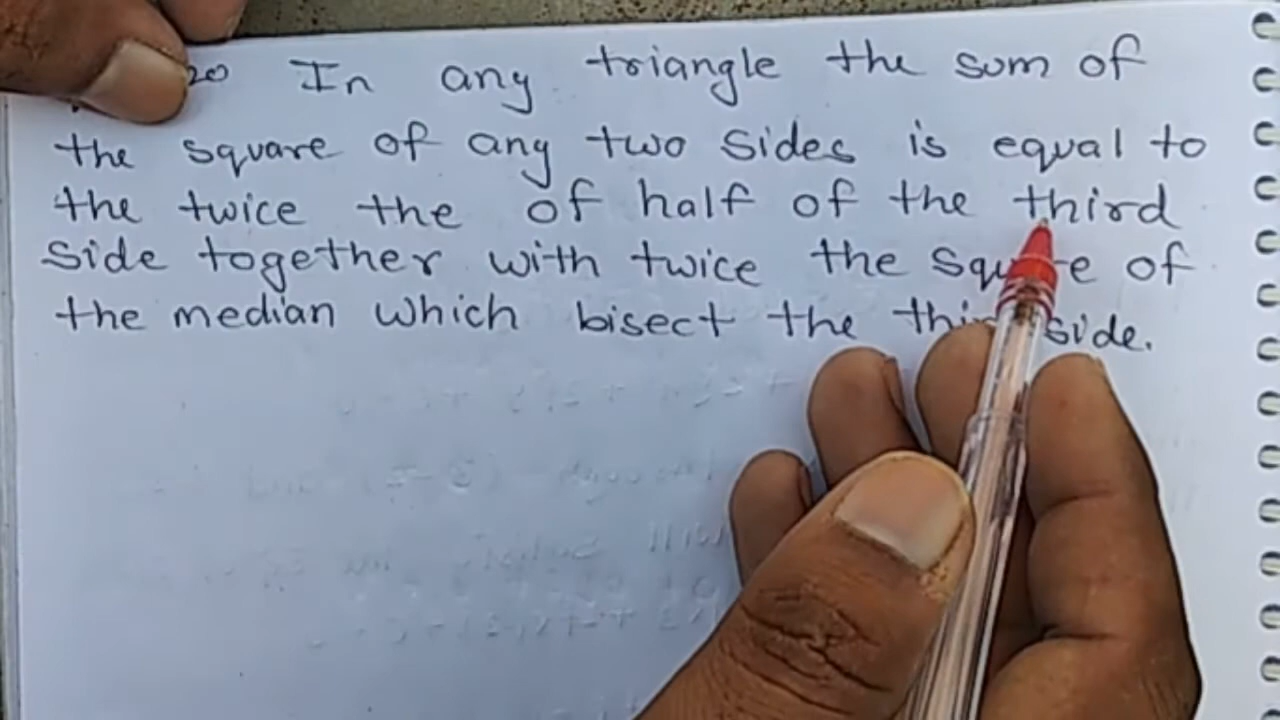 20 In any triangle the sum of
the square of any two sides is equal to
the twice the of half of the third
side together with twice the of
the median which bisect the side.